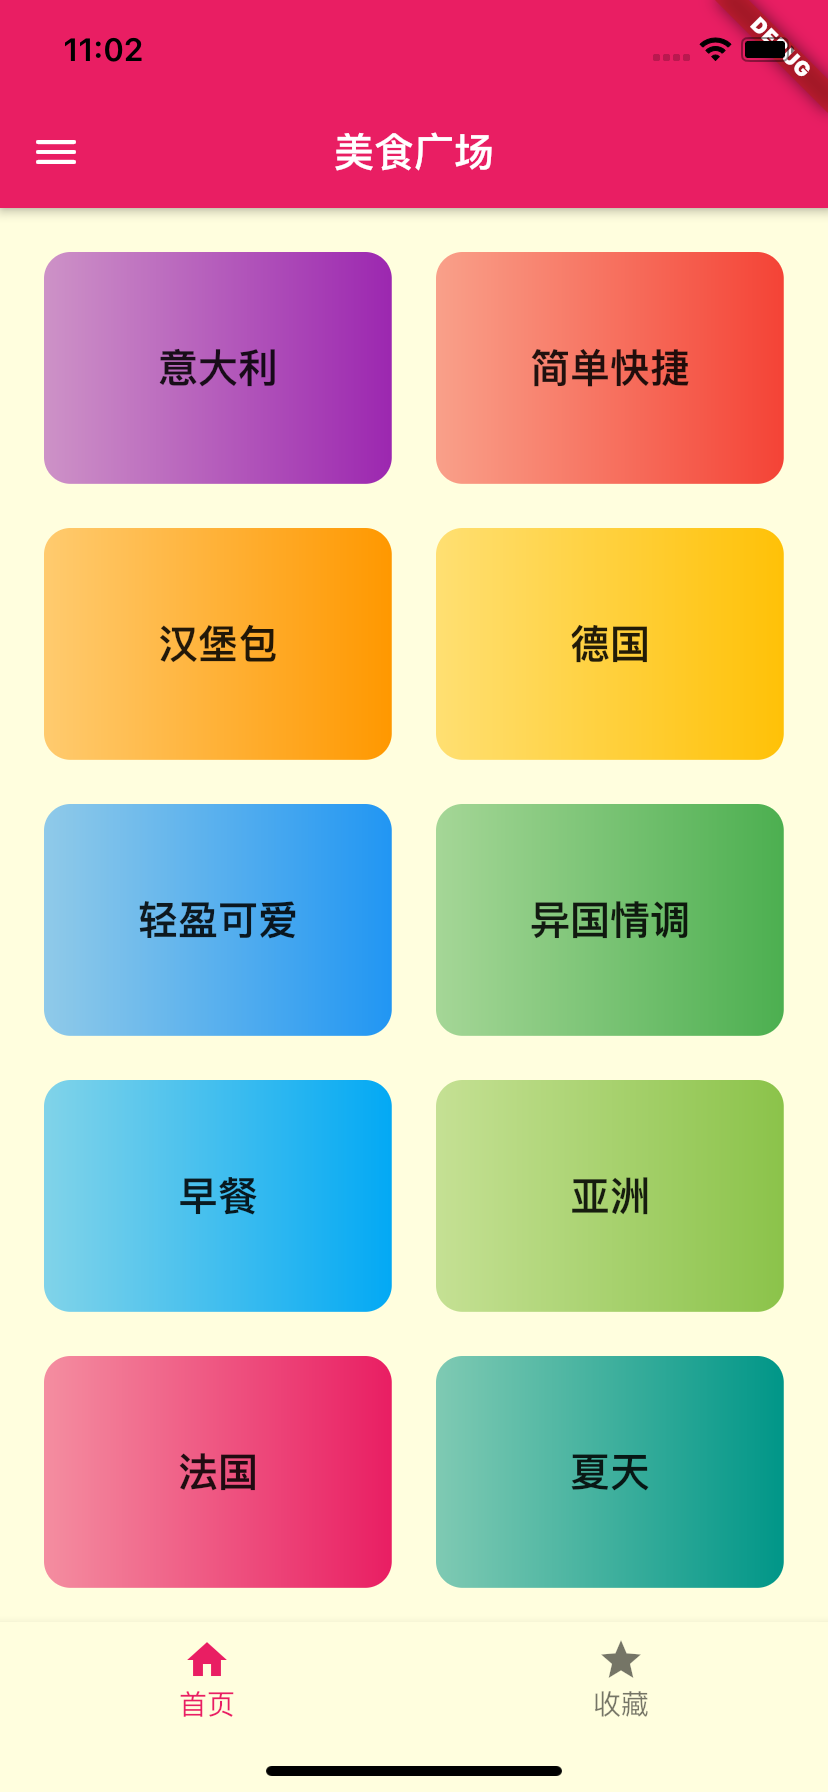 11:02
DEBUG
美食广场
意大利
简单快捷
汉堡包
德国
轻盈可爱
异国情调
早餐
亚洲
法国
夏天
首页
收藏